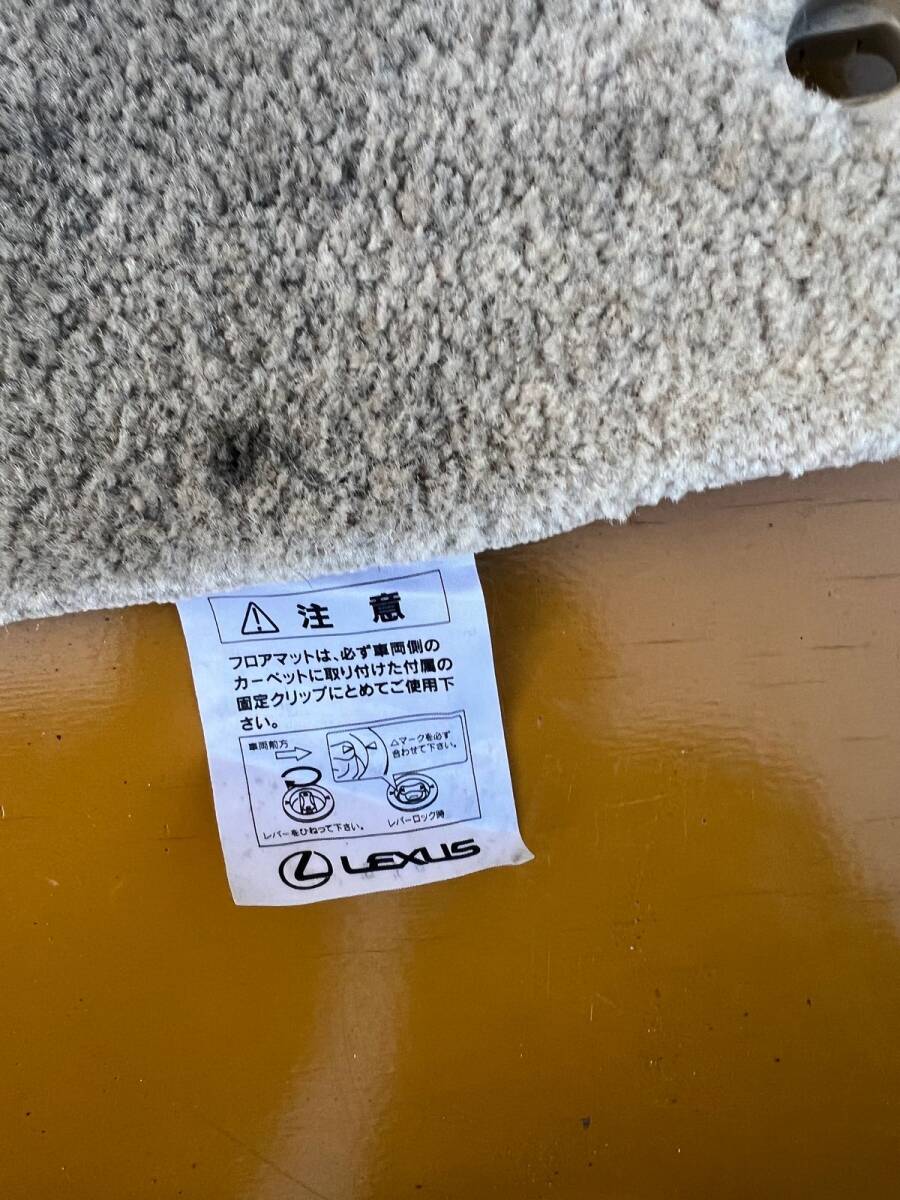 注 意
フロアマットは、必ず車両側の
カーペットに取り付けた付属の
固定クリップにとめてご使用下
さい。
車両前方
△マークを必ず
合わせて下さい。
レバーをひねって下さい。
レバーロック時
LEXUS